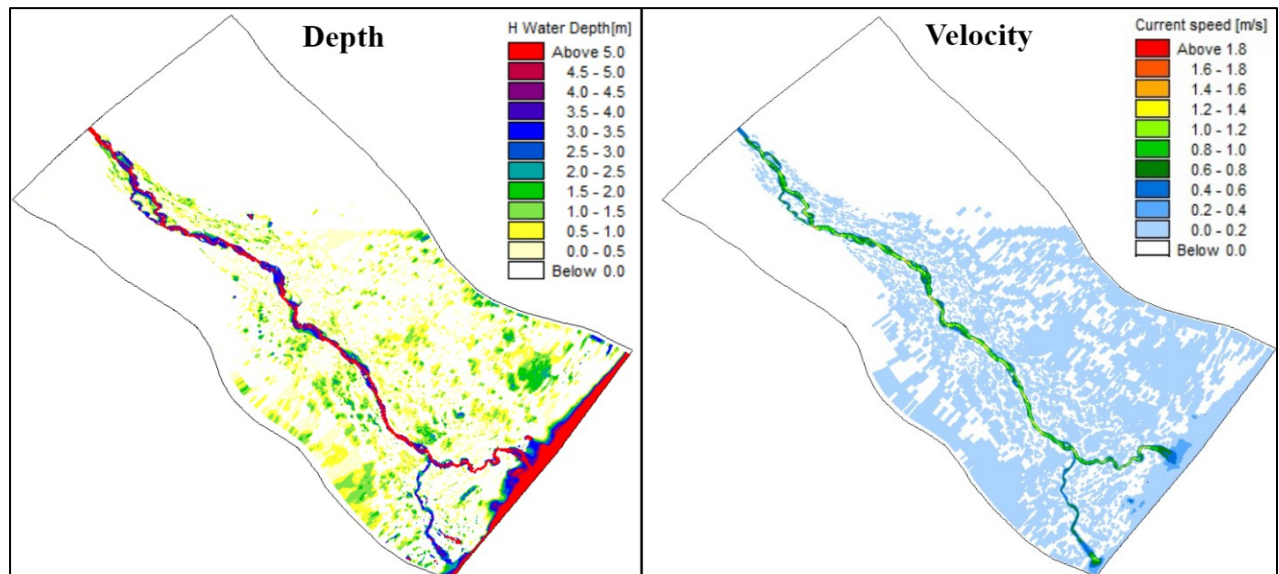 Depth
H Water Depth[m]
Above 5.0
4.5 - 5.0
4.0 - 4.5
3.5 - 4.0
3.0 - 3.5
2.5 - 3.0
2.0 - 2.5
1.5 - 2.0
1.0 - 1.5
0.5 - 1.0
0.0 - 0.5
Below 0.0
Velocity
Current speed [m/s]
Above 1.8
1.6 - 1.8
1.4 - 1.6
1.2 - 1.4
1.0 - 1.2
0.8 - 1.0
0.6 - 0.8
0.4 - 0.6
0.2 - 0.4
0.0 - 0.2
Below 0.0